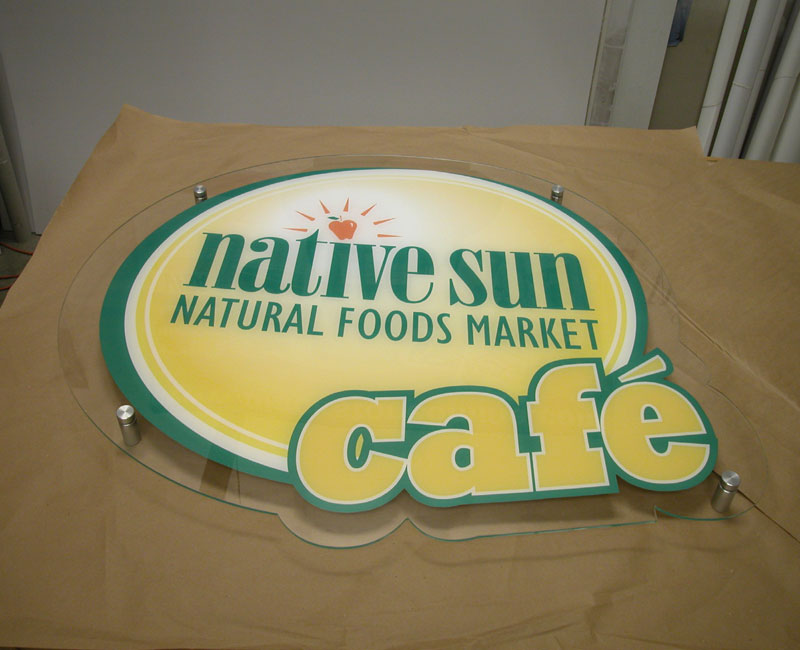 native sun
NATURAL FOODS MARKET
café